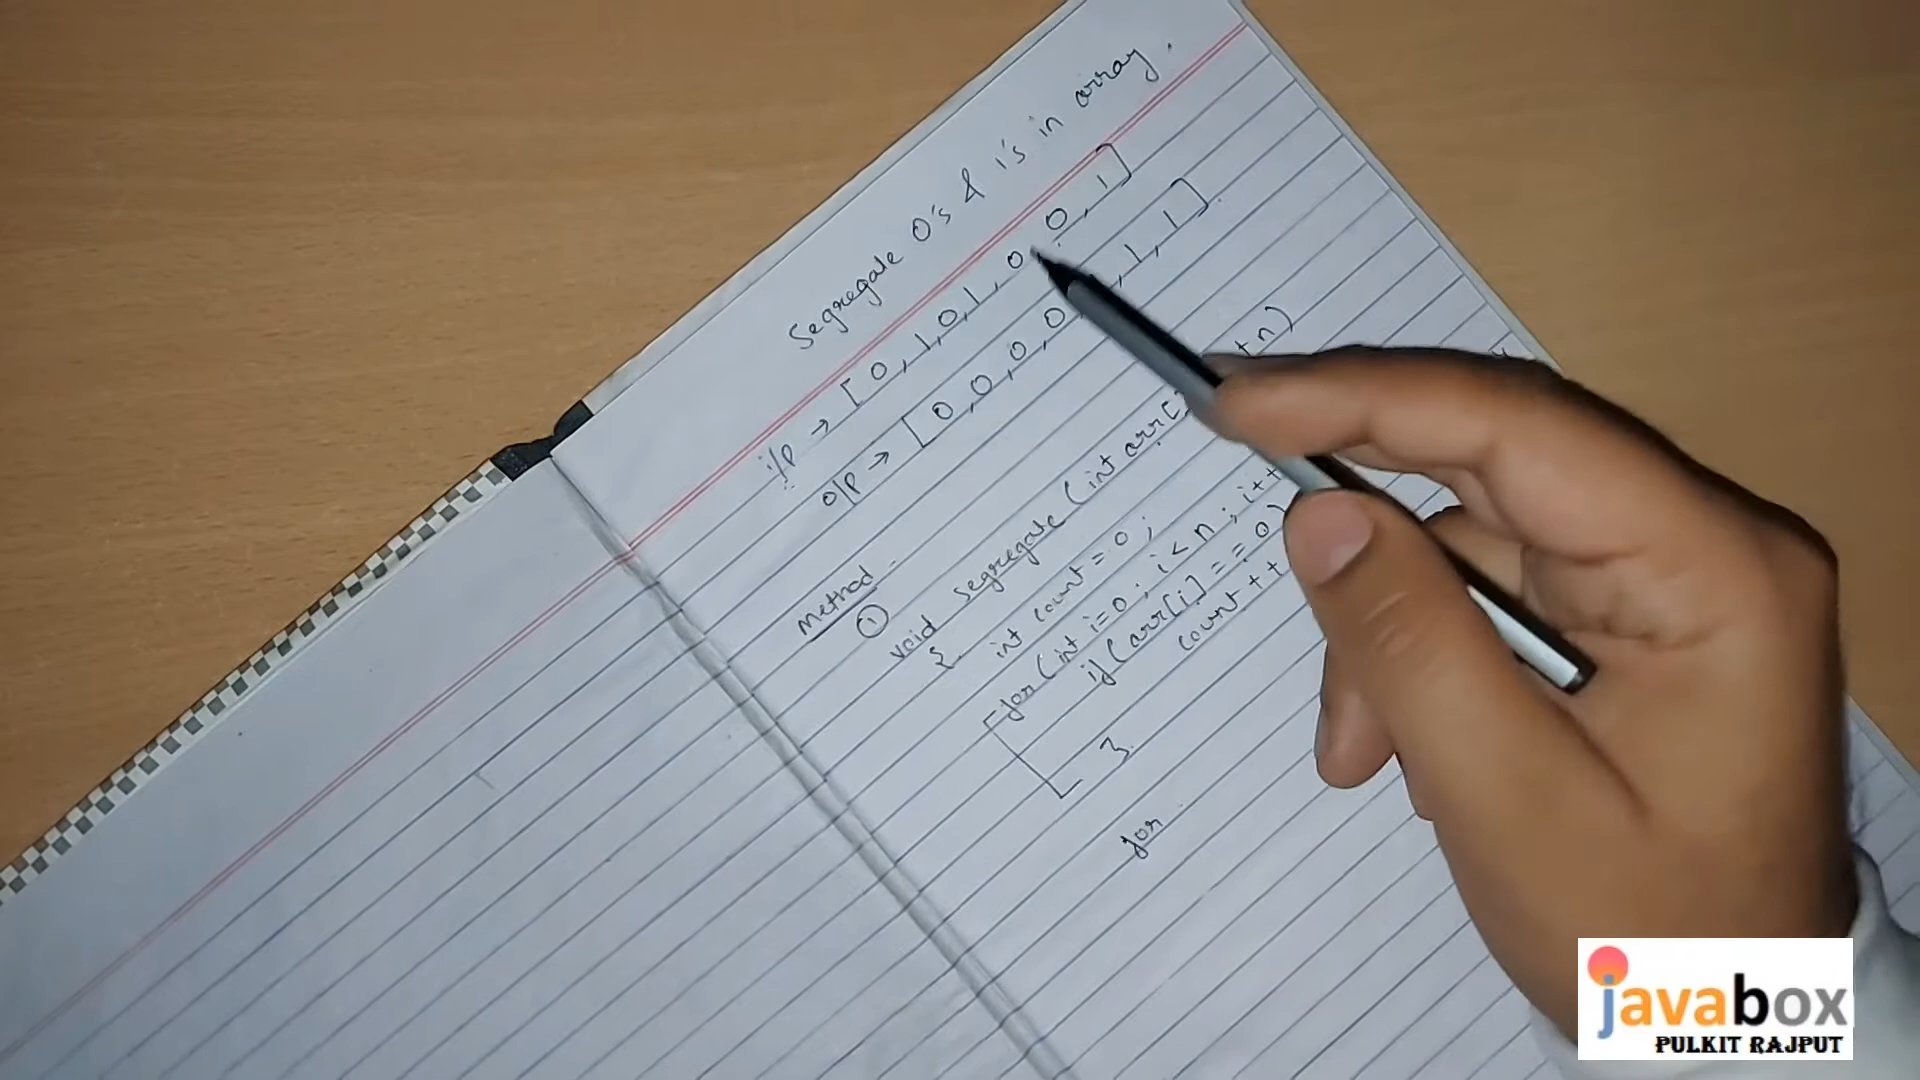 Segregate 0's & 1's in array.
i/p → [0, 1, 0, 1, 0, 0, 1]
o/p → [0, 0, 0, 0, 1, 1]
Method -
①
void segregate (int arr[] n)
{ int count = 0 ;
for (int i=0 ; i < n ; i++
if (arr[i] == 0)
count ++
}
for
javabox
PULKIT RAJPUT